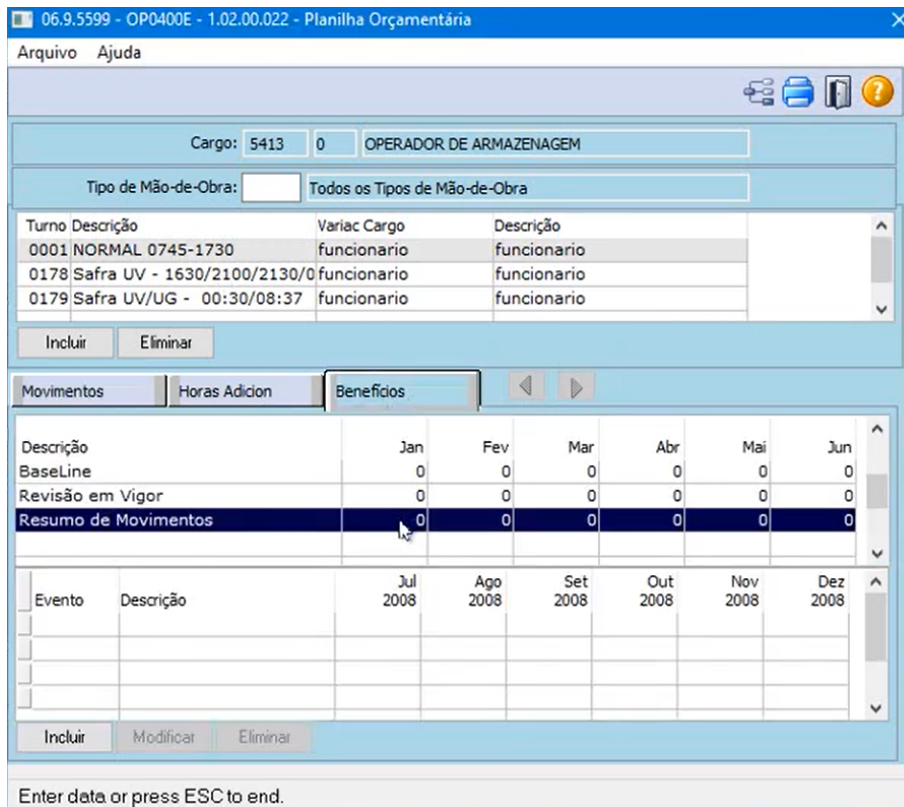 06.9.5599 - OP0400E - 1.02.00.022 - Planilha Orçamentária
Arquivo Ajuda
Cargo: 5413 0 OPERADOR DE ARMAZENAGEM
Tipo de Mão-de-Obra: Todos os Tipos de Mão-de-Obra
Turno Descrição Variac Cargo Descrição
0001 NORMAL 0745-1730 funcionario funcionario
0178 Safra UV - 1630/2100/2130/0 funcionario funcionario
0179 Safra UV/UG - 00:30/08:37 funcionario funcionario
Incluir Eliminar
Movimentos Horas Adicion Benefícios
Descrição Jan Fev Mar Abr Mai Jun
BaseLine 0 0 0 0 0 0
Revisão em Vigor 0 0 0 0 0 0
Resumo de Movimentos 0 0 0 0 0 0
Evento Descrição Jul 2008 Ago 2008 Set 2008 Out 2008 Nov 2008 Dez 2008
Incluir Modificar Eliminar
Enter data or press ESC to end.